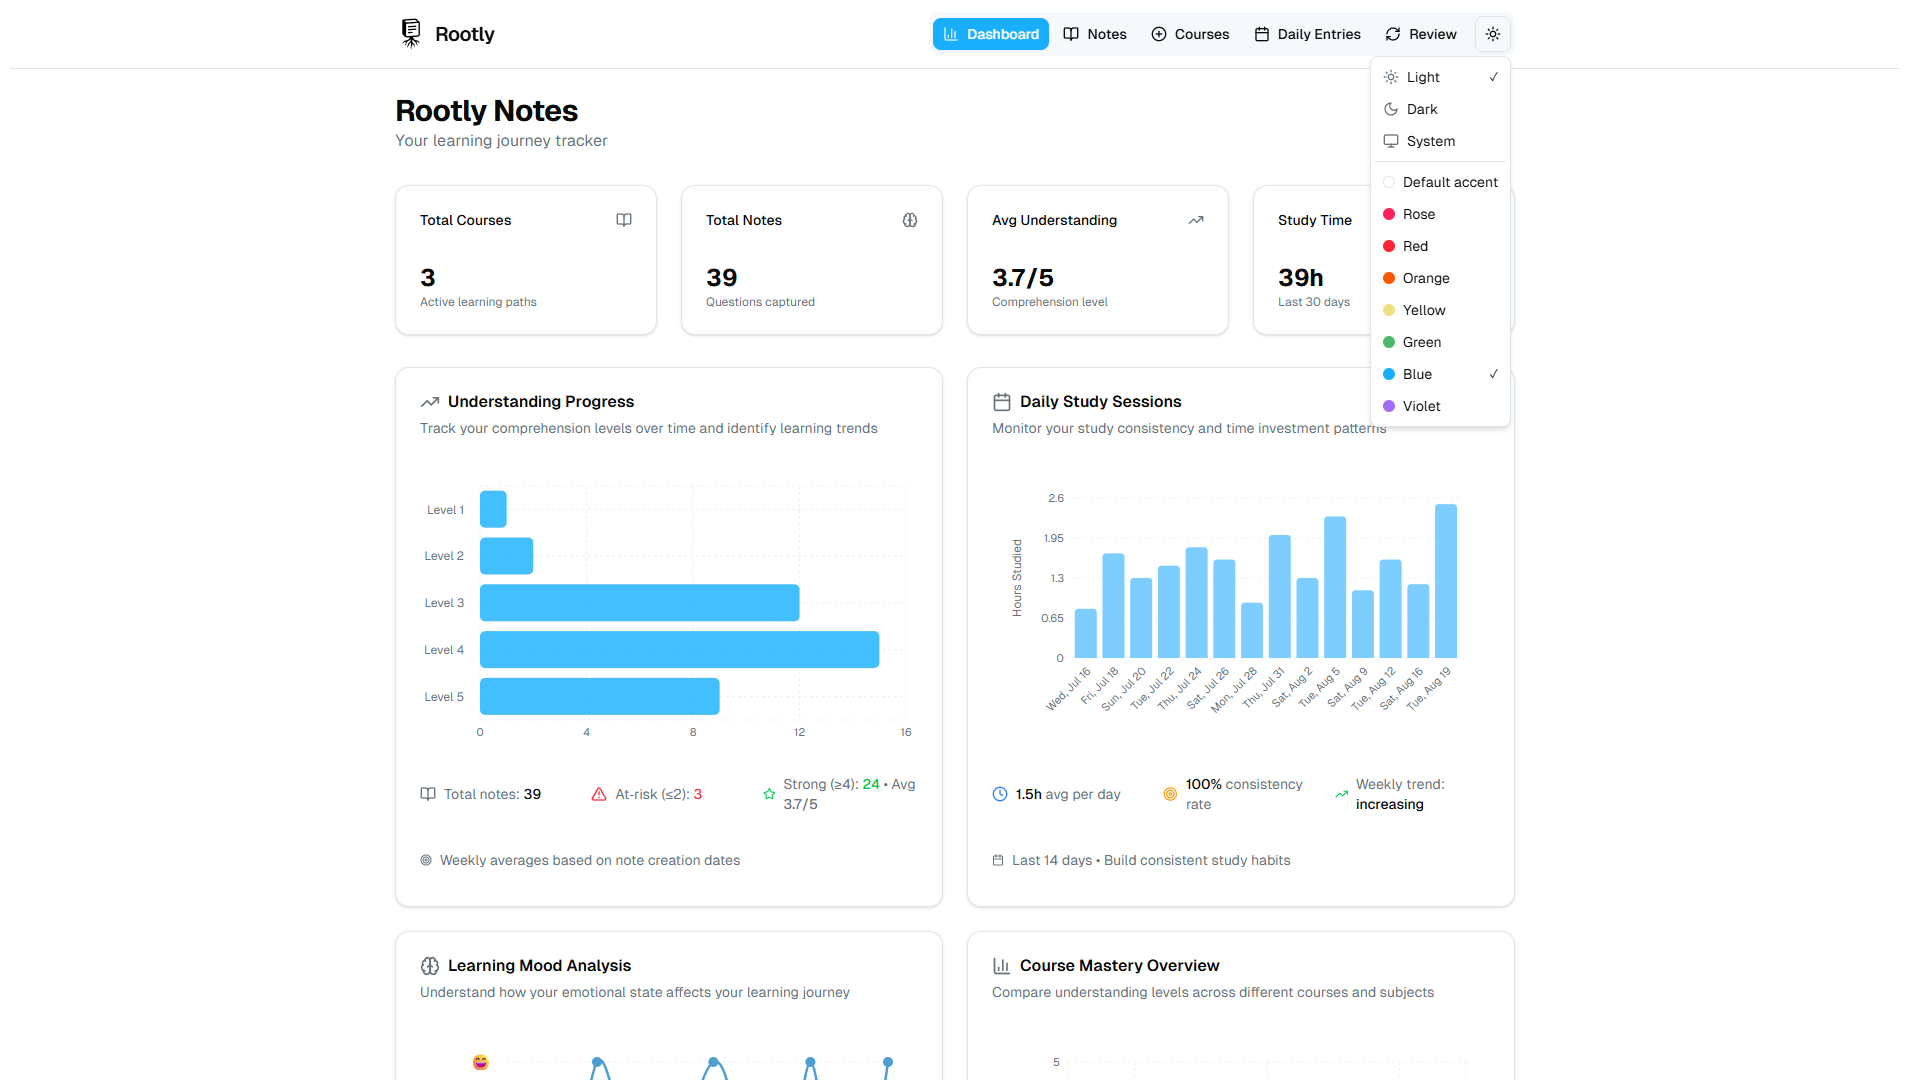 Rootly
Dashboard
Notes
Courses
Daily Entries
Review
Light
Dark
System
Default accent
Rose
Red
Orange
Yellow
Green
Blue
Violet
Rootly Notes
Your learning journey tracker
Total Courses
3
Active learning paths
Total Notes
39
Questions captured
Avg Understanding
3.7/5
Comprehension level
Study Time
39h
Last 30 days
Understanding Progress
Track your comprehension levels over time and identify learning trends
Level 1
Level 2
Level 3
Level 4
Level 5
0 4 8 12 16
Total notes: 39
At-risk (≤2): 3
Strong (≥4): 24 • Avg
3.7/5
Weekly averages based on note creation dates
Daily Study Sessions
Monitor your study consistency and time investment patterns
Hours Studied
2.6
1.95
1.3
0.65
0
Wed, Jul 16
Fri, Jul 18
Sun, Jul 20
Tue, Jul 22
Thu, Jul 24
Sat, Jul 26
Mon, Jul 28
Thu, Jul 31
Sat, Aug 2
Tue, Aug 5
Sat, Aug 9
Tue, Aug 12
Sat, Aug 16
Tue, Aug 19
1.5h avg per day
100% consistency
rate
Weekly trend:
increasing
Last 14 days • Build consistent study habits
Learning Mood Analysis
Understand how your emotional state affects your learning journey
Course Mastery Overview
Compare understanding levels across different courses and subjects
5